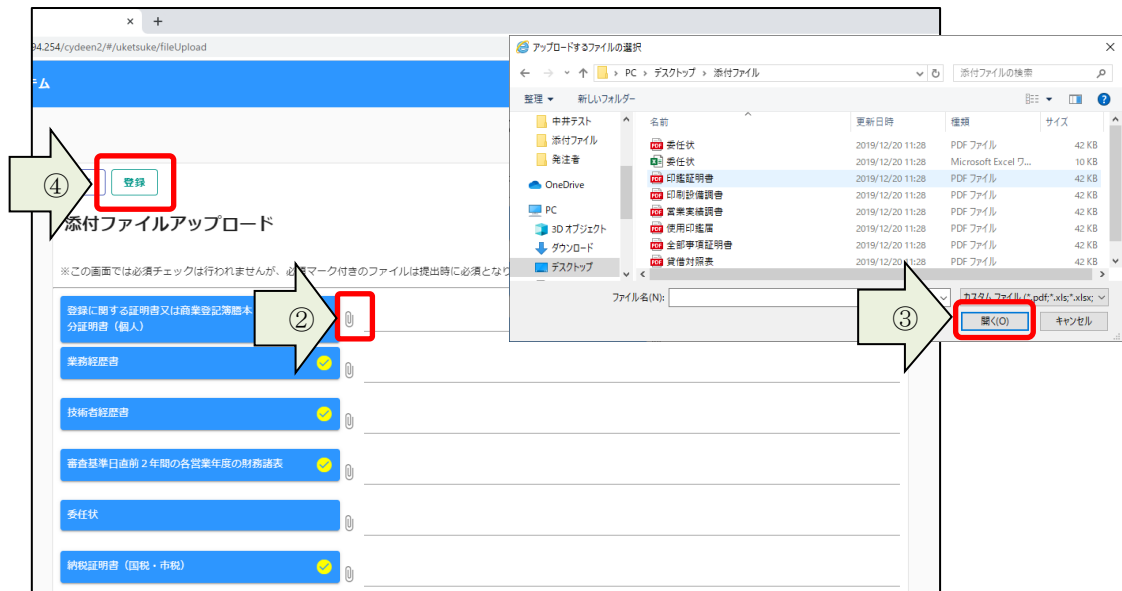 × +
94.254/cydeen2/#/uketsuke/fileUpload
テム
④
登録
添付ファイルアップロード
※この画面では必須チェックは行われませんが、必須マーク付きのファイルは提出時に必須となり
登録に関する証明書又は商業登記簿謄本
分証明書（個人）
②
業務経歴書
技術者経歴書
審査基準日直前２年間の各営業年度の財務諸表
委任状
納税証明書（国税・市税）
アップロードするファイルの選択
PC › デスクトップ › 添付ファイル
添付ファイルの検索
整理 新しいフォルダー
中井テスト
添付ファイル
発注者
OneDrive
PC
3D オブジェクト
ダウンロード
デスクトップ
名前 更新日時 種類 サイズ
委任状 2019/12/20 11:28 PDF ファイル 42 KB
委任状 2019/12/20 11:28 Microsoft Excel ワ... 10 KB
印鑑証明書 2019/12/20 11:28 PDF ファイル 42 KB
印刷設備調書 2019/12/20 11:28 PDF ファイル 42 KB
営業実績調書 2019/12/20 11:28 PDF ファイル 42 KB
使用印鑑届 2019/12/20 11:28 PDF ファイル 42 KB
全部事項証明書 2019/12/20 11:28 PDF ファイル 42 KB
貸借対照表 2019/12/20 11:28 PDF ファイル 42 KB
ファイル名(N):
カスタム ファイル (*.pdf;*.xls;*.xlsx;
③
開く(O) キャンセル